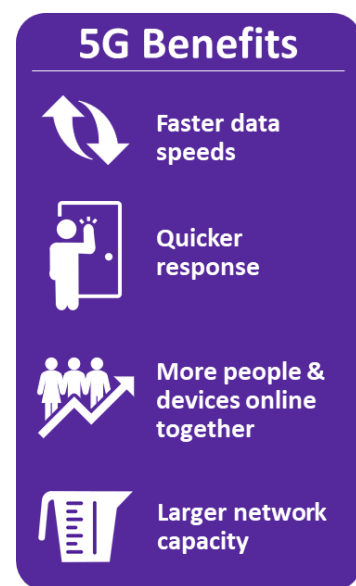 5G Benefits
Faster data
speeds
Quicker
response
More people &
devices online
together
Larger network
capacity